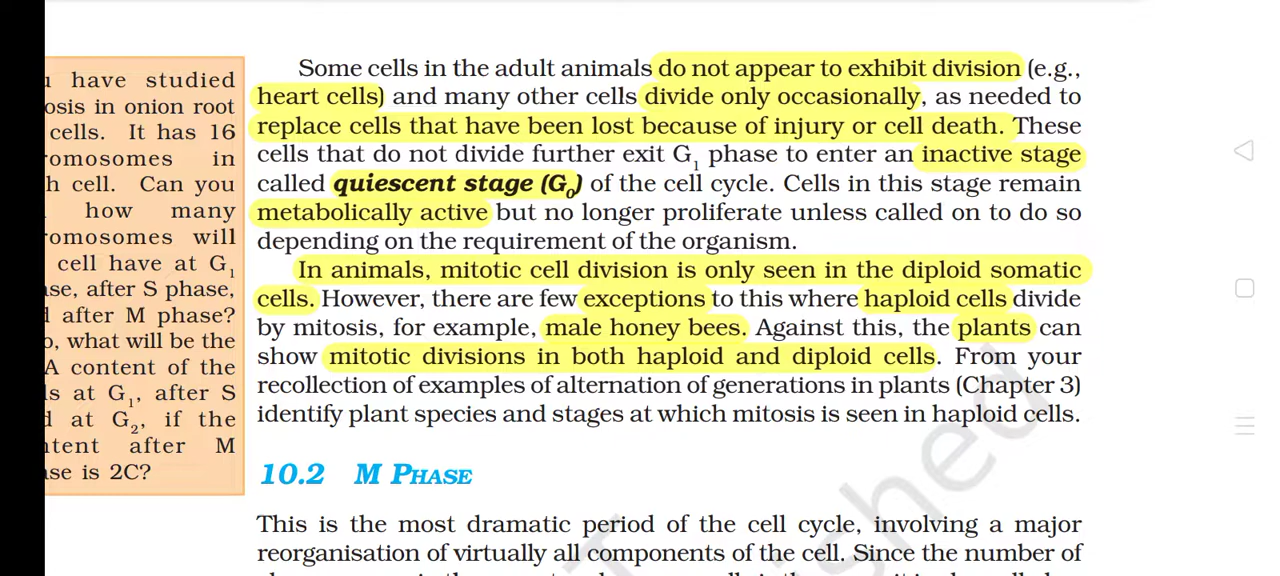 u have studied
osis in onion root
cells. It has 16
romosomes in
h cell. Can you
how many
romosomes will
cell have at G1
ase, after S phase,
d after M phase?
o, what will be the
A content of the
ls at G1, after S
d at G2, if the
ntent after M
ase is 2C?
Some cells in the adult animals do not appear to exhibit division (e.g.,
heart cells) and many other cells divide only occasionally, as needed to
replace cells that have been lost because of injury or cell death. These
cells that do not divide further exit G1 phase to enter an inactive stage
called quiescent stage (G0) of the cell cycle. Cells in this stage remain
metabolically active but no longer proliferate unless called on to do so
depending on the requirement of the organism.
In animals, mitotic cell division is only seen in the diploid somatic
cells. However, there are few exceptions to this where haploid cells divide
by mitosis, for example, male honey bees. Against this, the plants can
show mitotic divisions in both haploid and diploid cells. From your
recollection of examples of alternation of generations in plants (Chapter 3)
identify plant species and stages at which mitosis is seen in haploid cells.
10.2 M PHASE
This is the most dramatic period of the cell cycle, involving a major
reorganisation of virtually all components of the cell. Since the number of
shed